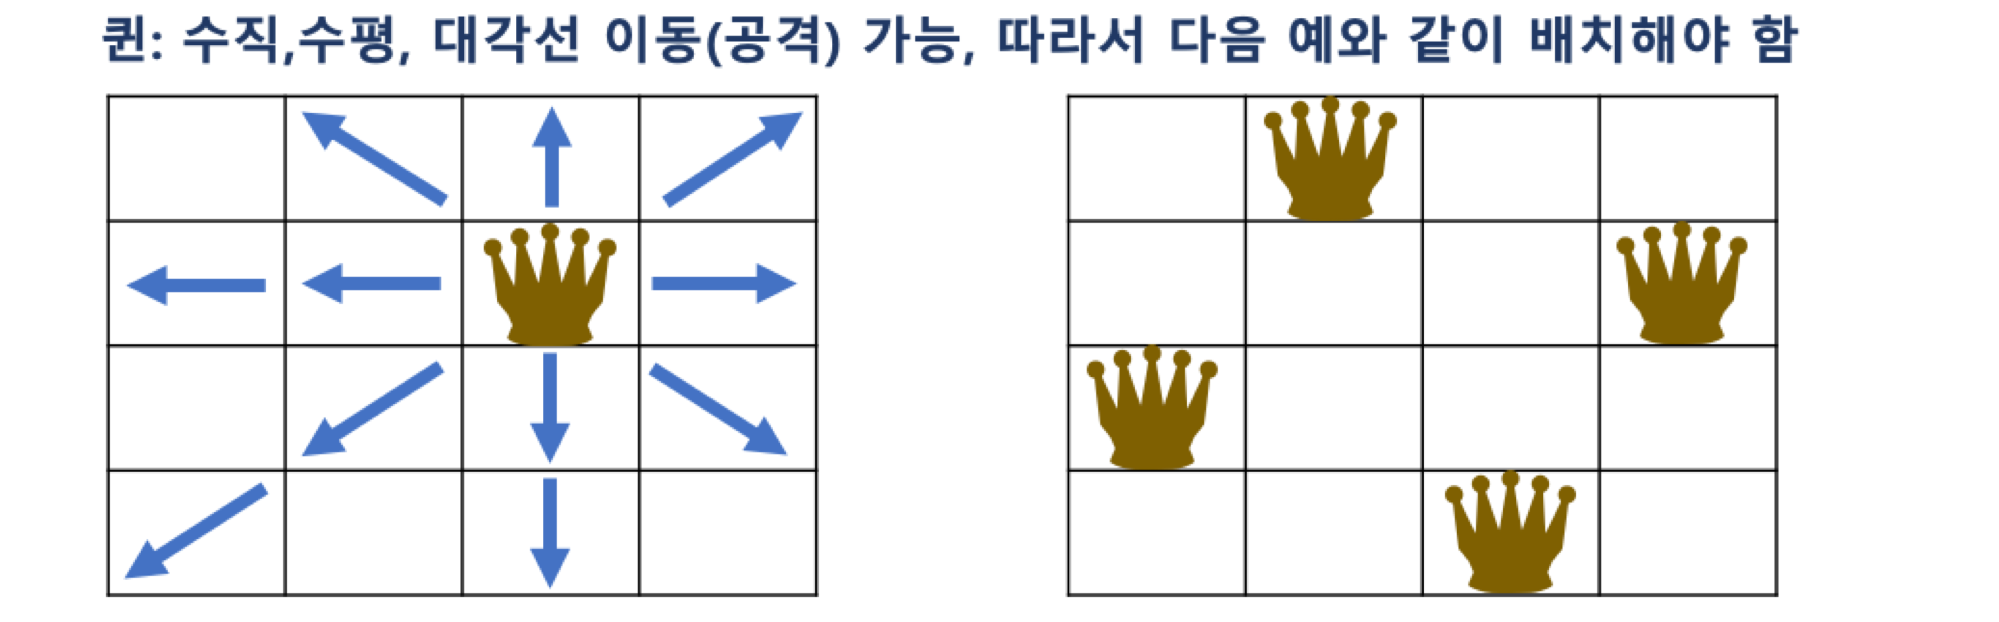 퀸: 수직,수평, 대각선 이동(공격) 가능, 따라서 다음 예와 같이 배치해야 함